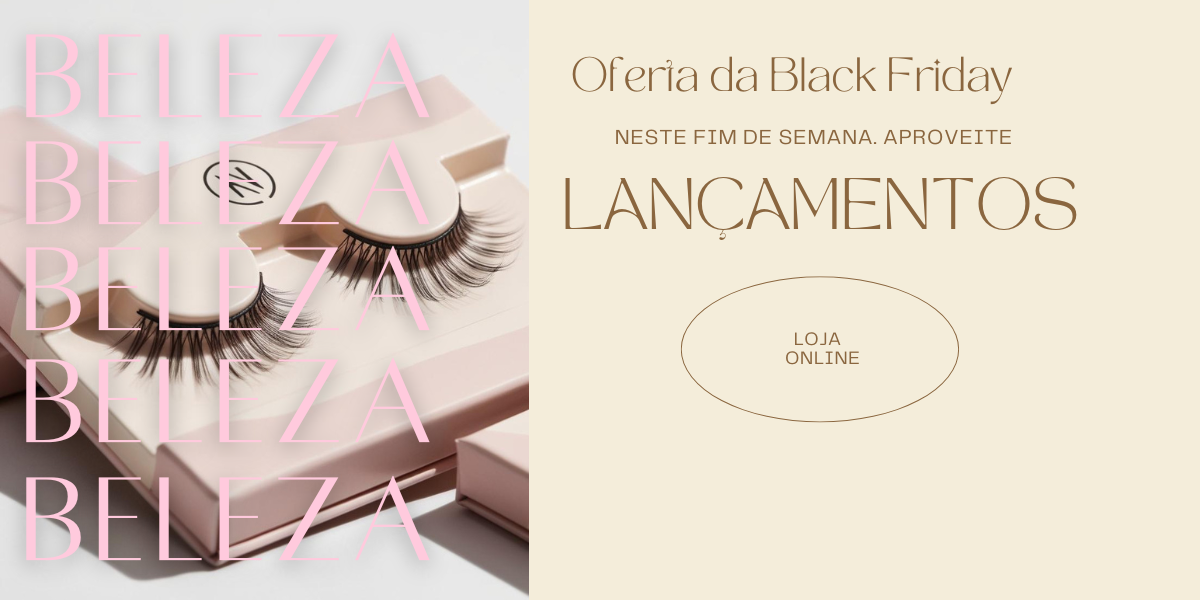 BELEZA
BELEZA
BELEZA
BELEZA
BELEZA
Oferta da Black Friday
NESTE FIM DE SEMANA. APROVEITE
LANÇAMENTOS
LOJA
ONLINE